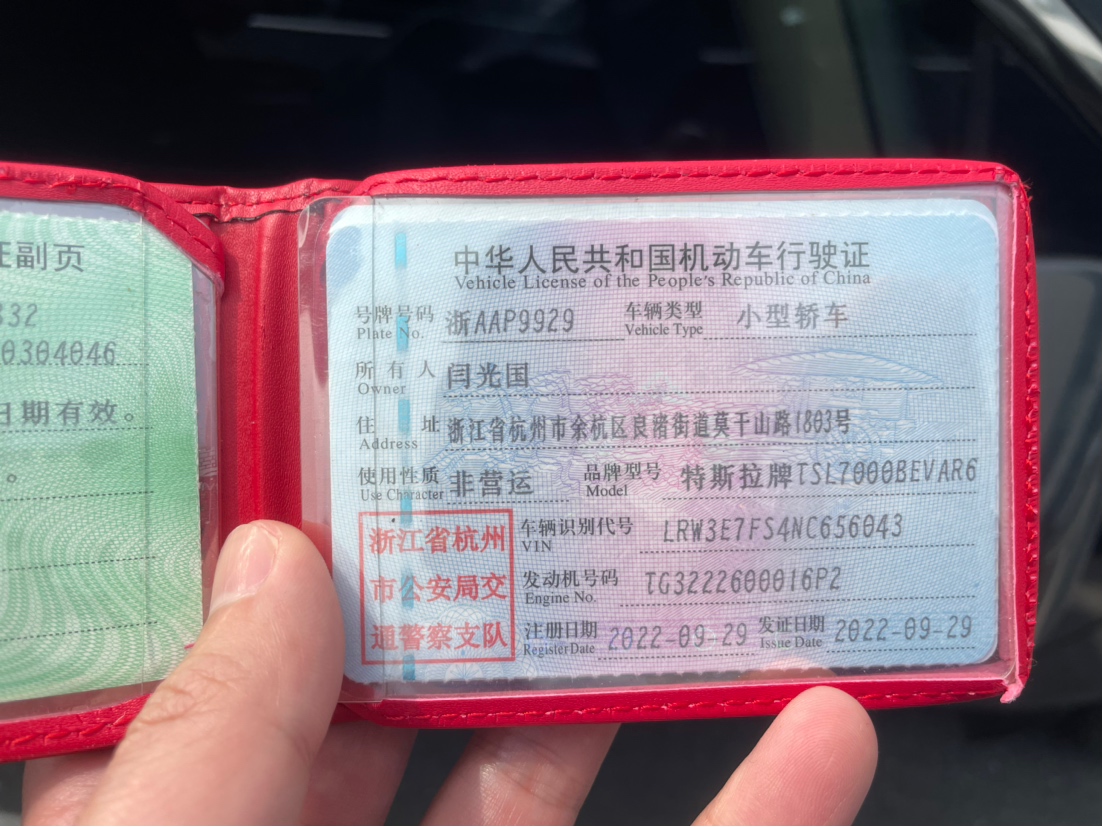 证副页
332
0304046
日期有效。
。
中华人民共和国机动车行驶证
Vehicle License of the People's Republic of China
号牌号码 浙AAP9929 车辆类型 小型轿车
Plate No. Vehicle Type
所有人 闫光国
Owner
住址 浙江省杭州市余杭区良渚街道莫干山路1803号
Address
使用性质 非营运 品牌型号 特斯拉牌TSL7000BEVAR6
Use Character Model
浙江省杭州 车辆识别代号 LRW3E7FS4NC656043
VIN
市公安局交 发动机号码 TG3222600016P2
Engine No.
通警察支队 注册日期 2022-09-29 发证日期 2022-09-29
Register Date Issue Date